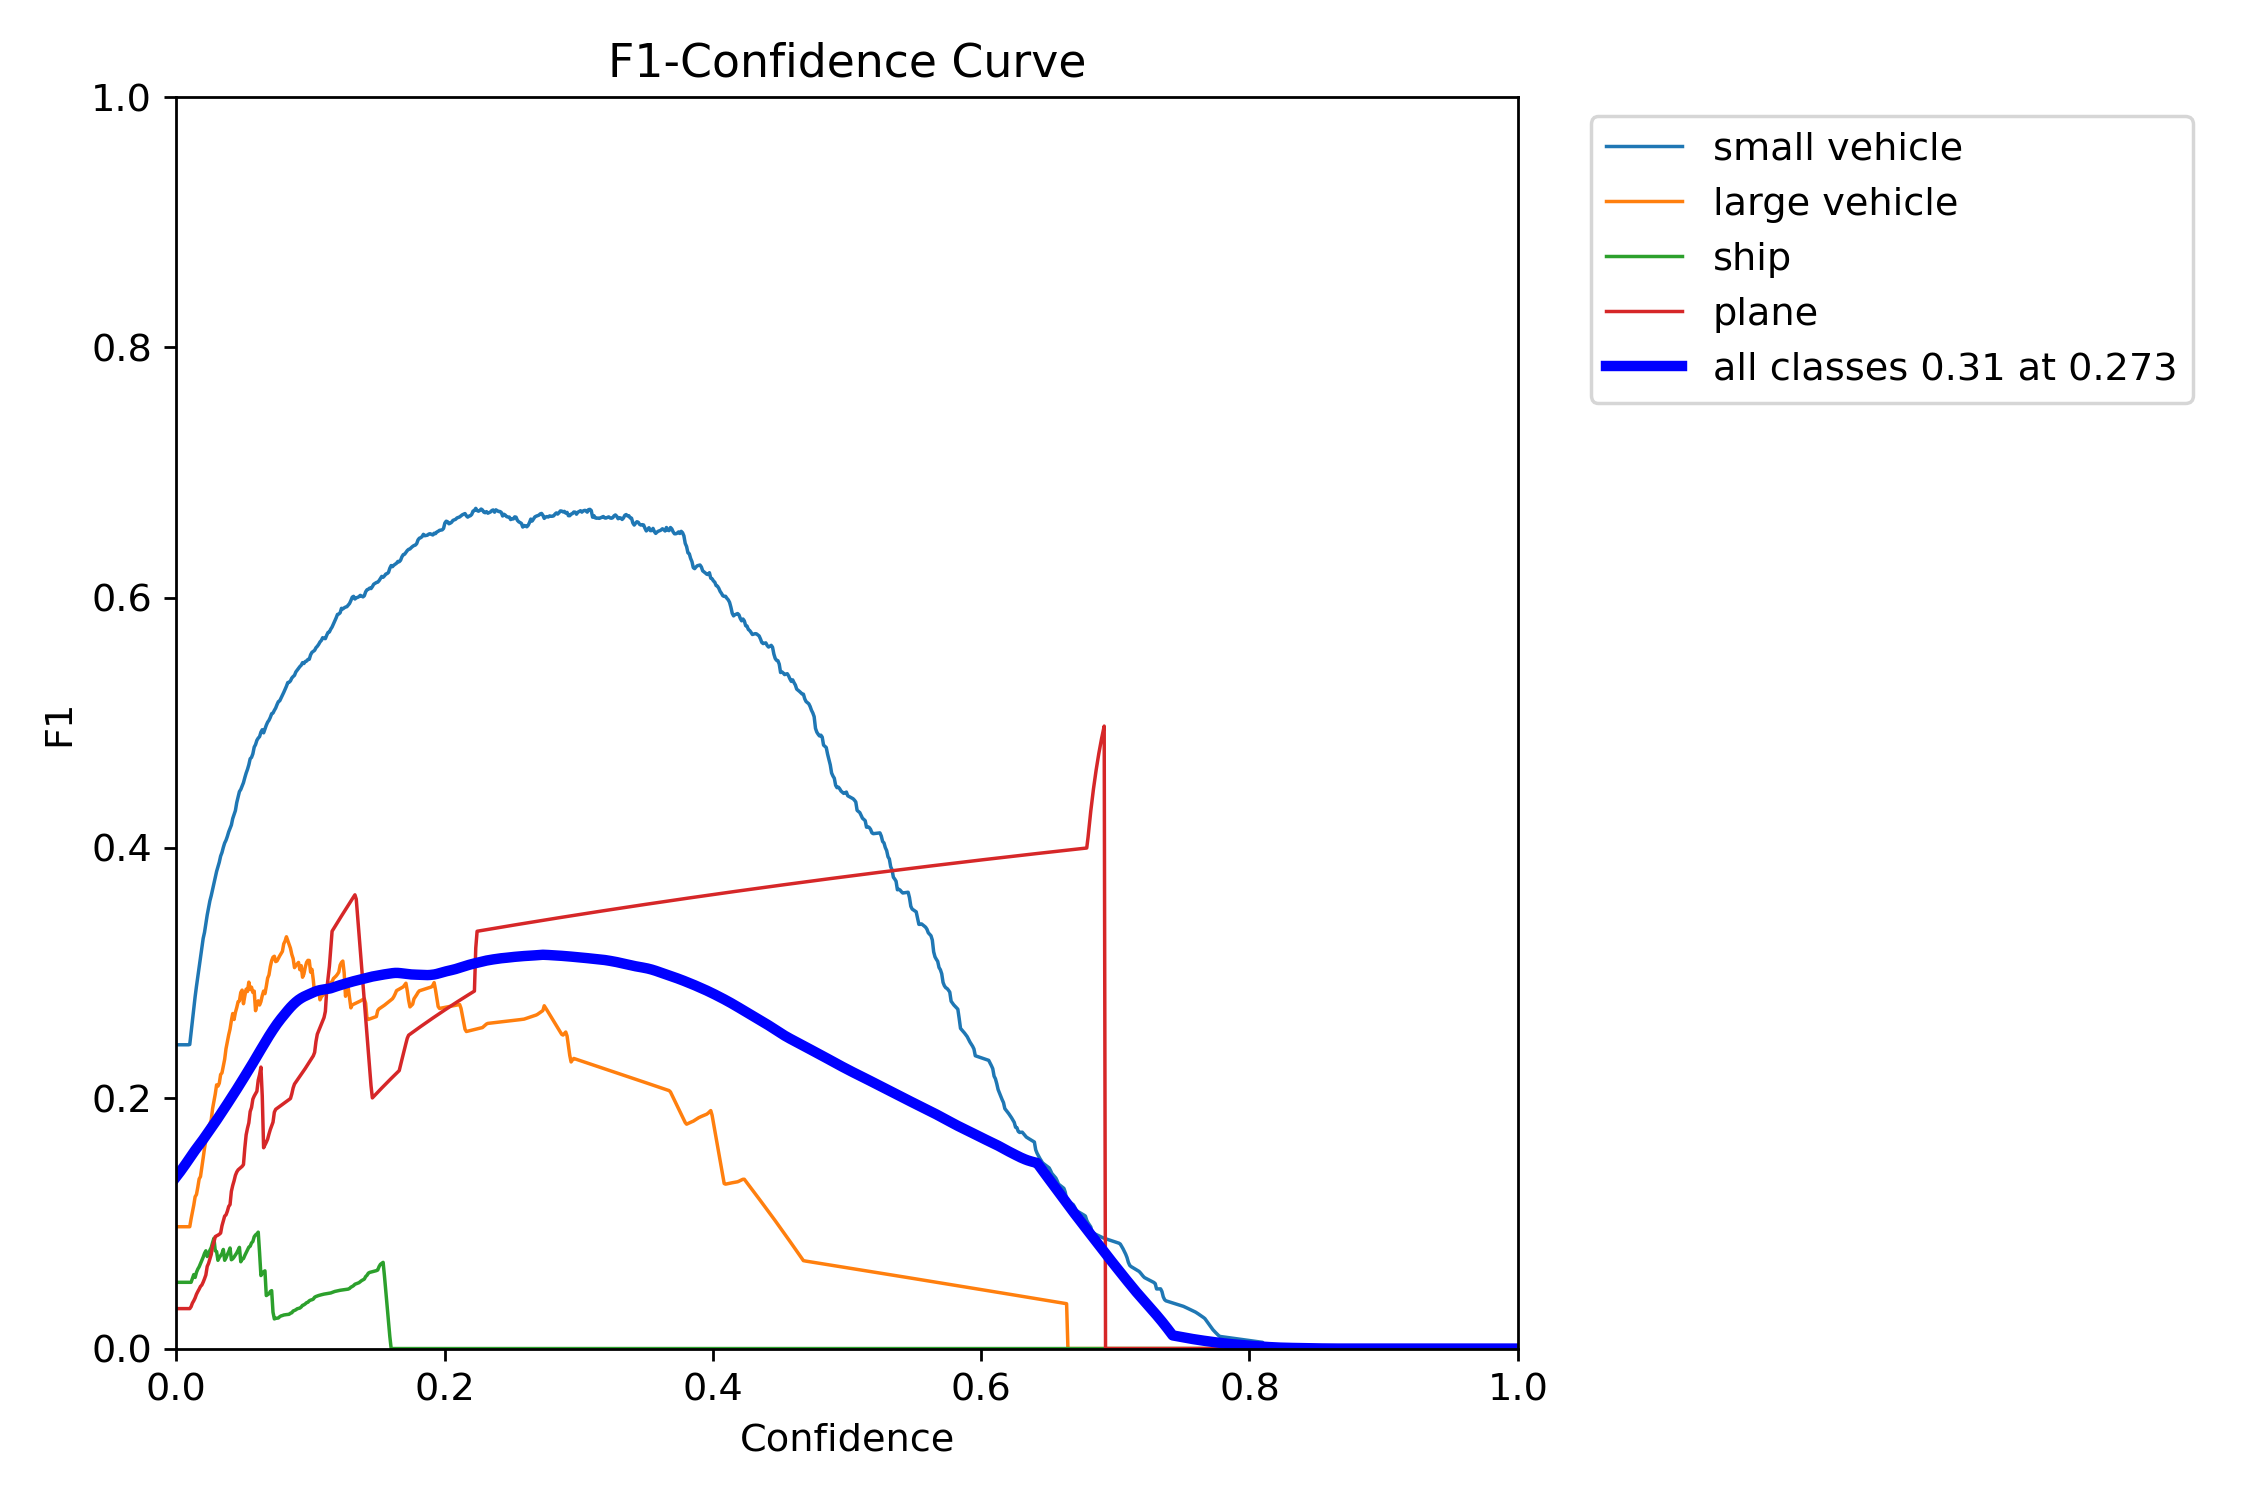 F1-Confidence Curve
1.0
0.8
0.6
0.4
0.2
0.0
F1
0.0 0.2 0.4 0.6 0.8 1.0
Confidence
small vehicle
large vehicle
ship
plane
all classes 0.31 at 0.273